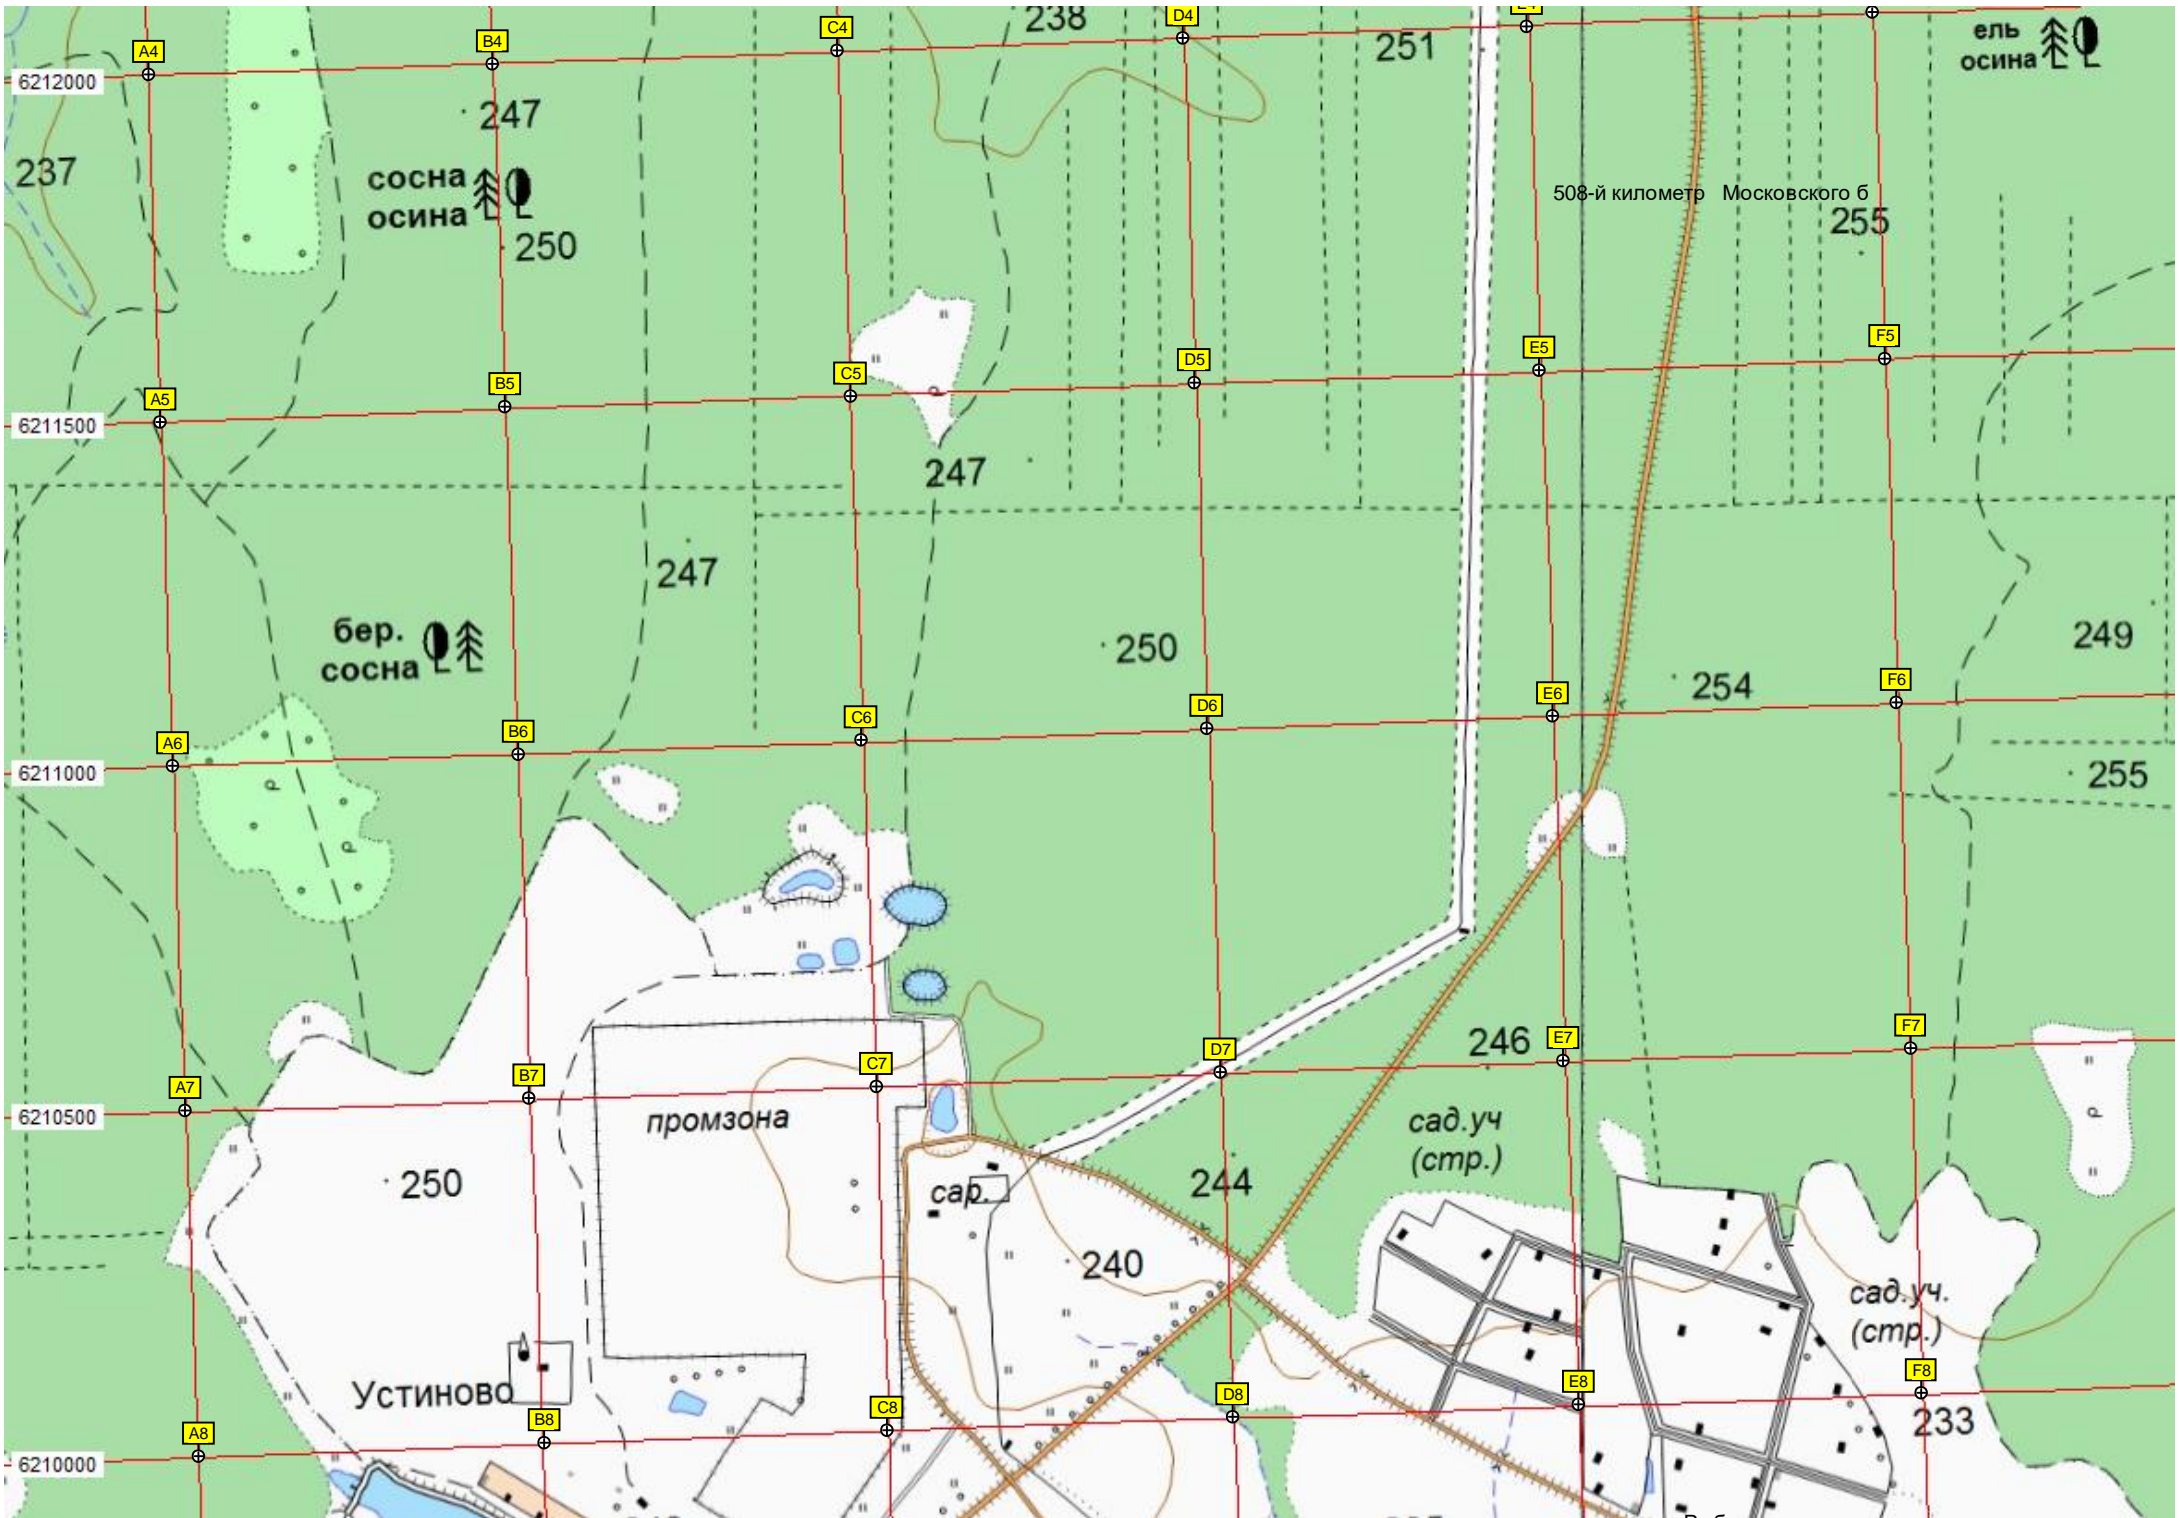 238
D4
C4
B4
A4
251
ель
осина
6212000
247
237
сосна
осина
508-й километр Московского б
255
250
F5
E5
D5
C5
B5
A5
6211500
247
247
бер.
сосна
250
249
254
F6
E6
D6
C6
B6
A6
6211000
255
F7
E7
246
D7
C7
B7
A7
6210500
промзона
сад.уч
(стр.)
250
сар.
244
240
сад.уч.
(стр.)
Устиново
F8
E8
D8
C8
B8
A8
233
6210000